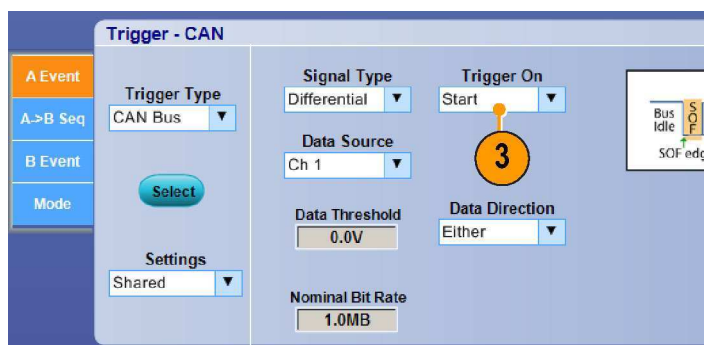 Trigger - CAN
A Event
A->B Seq
B Event
Mode
Trigger Type
CAN Bus
Select
Settings
Shared
Signal Type
Differential
Data Source
Ch 1
Data Threshold
0.0V
Nominal Bit Rate
1.0MB
Trigger On
Start
3
Data Direction
Either
Bus
Idle
SOF
SOF edg